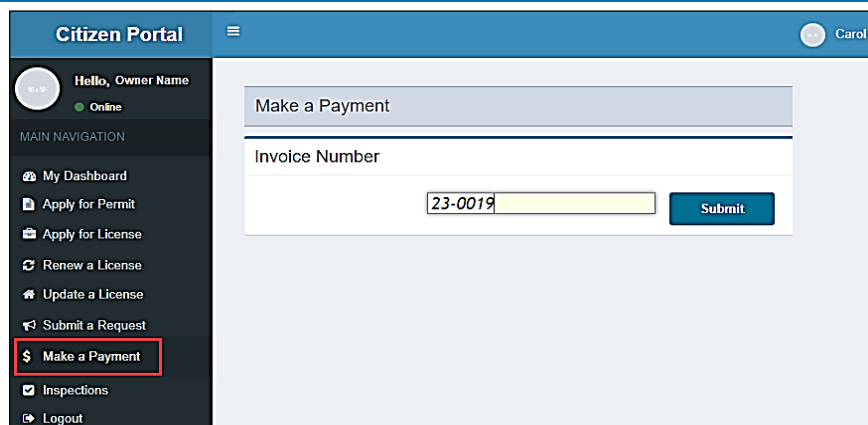 Citizen Portal
Carol
Hello, Owner Name
Online
MAIN NAVIGATION
My Dashboard
Apply for Permit
Apply for License
Renew a License
Update a License
Submit a Request
$ Make a Payment
Inspections
Logout
Make a Payment
Invoice Number
23-0019
Submit